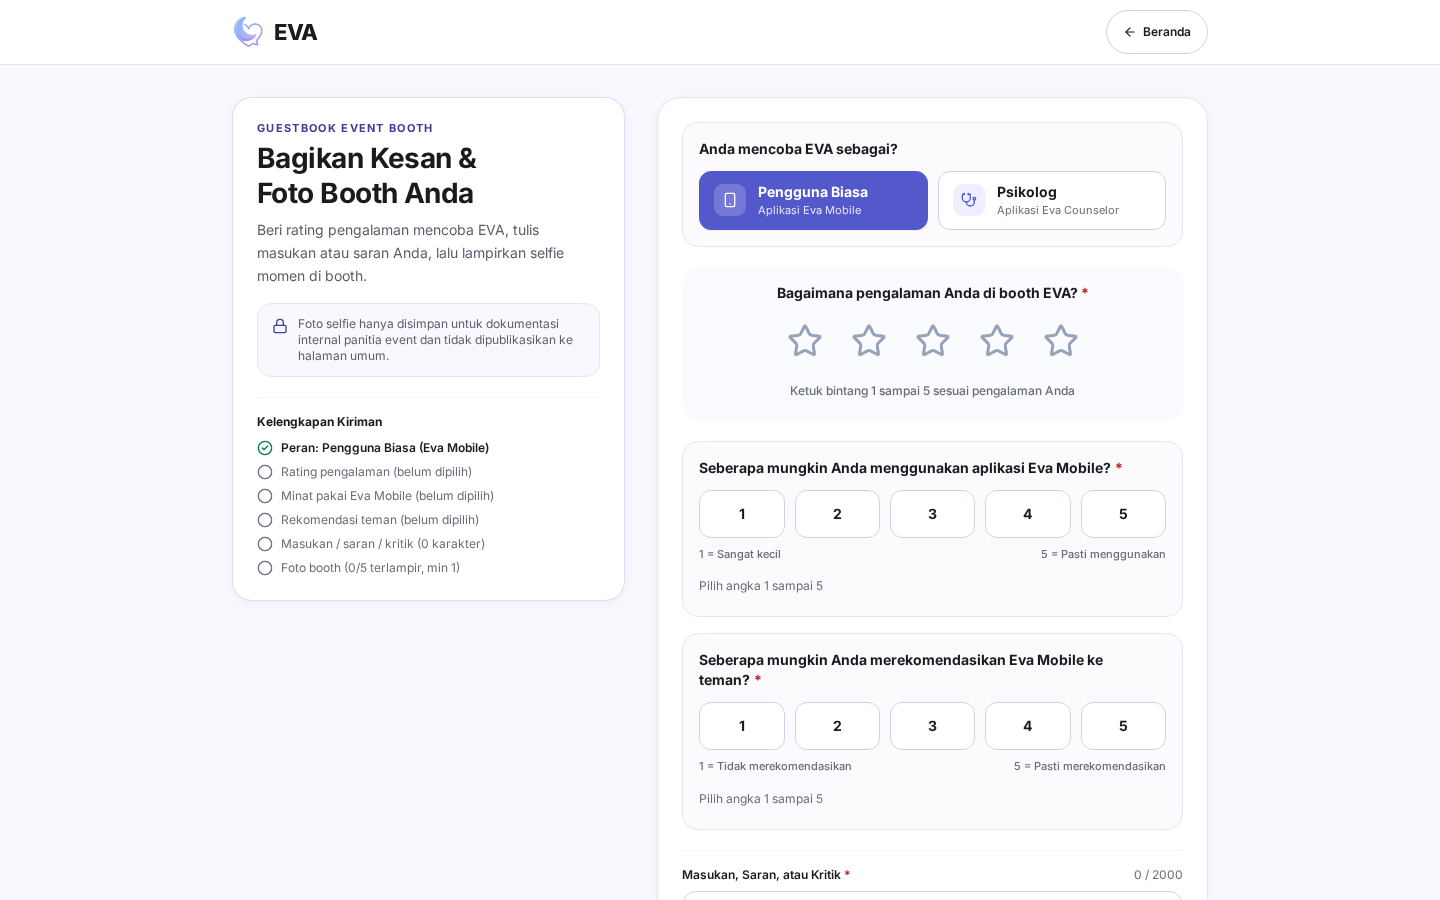 EVA
Beranda
GUESTBOOK EVENT BOOTH
Bagikan Kesan &
Foto Booth Anda
Beri rating pengalaman mencoba EVA, tulis
masukan atau saran Anda, lalu lampirkan selfie
momen di booth.
Foto selfie hanya disimpan untuk dokumentasi
internal panitia event dan tidak dipublikasikan ke
halaman umum.
Kelengkapan Kiriman
Peran: Pengguna Biasa (Eva Mobile)
Rating pengalaman (belum dipilih)
Minat pakai Eva Mobile (belum dipilih)
Rekomendasi teman (belum dipilih)
Masukan / saran / kritik (0 karakter)
Foto booth (0/5 terlampir, min 1)
Anda mencoba EVA sebagai?
Pengguna Biasa
Aplikasi Eva Mobile
Psikolog
Aplikasi Eva Counselor
Bagaimana pengalaman Anda di booth EVA? *
Ketuk bintang 1 sampai 5 sesuai pengalaman Anda
Seberapa mungkin Anda menggunakan aplikasi Eva Mobile? *
1 2 3 4 5
1 = Sangat kecil 5 = Pasti menggunakan
Pilih angka 1 sampai 5
Seberapa mungkin Anda merekomendasikan Eva Mobile ke
teman? *
1 2 3 4 5
1 = Tidak merekomendasikan 5 = Pasti merekomendasikan
Pilih angka 1 sampai 5
Masukan, Saran, atau Kritik * 0 / 2000